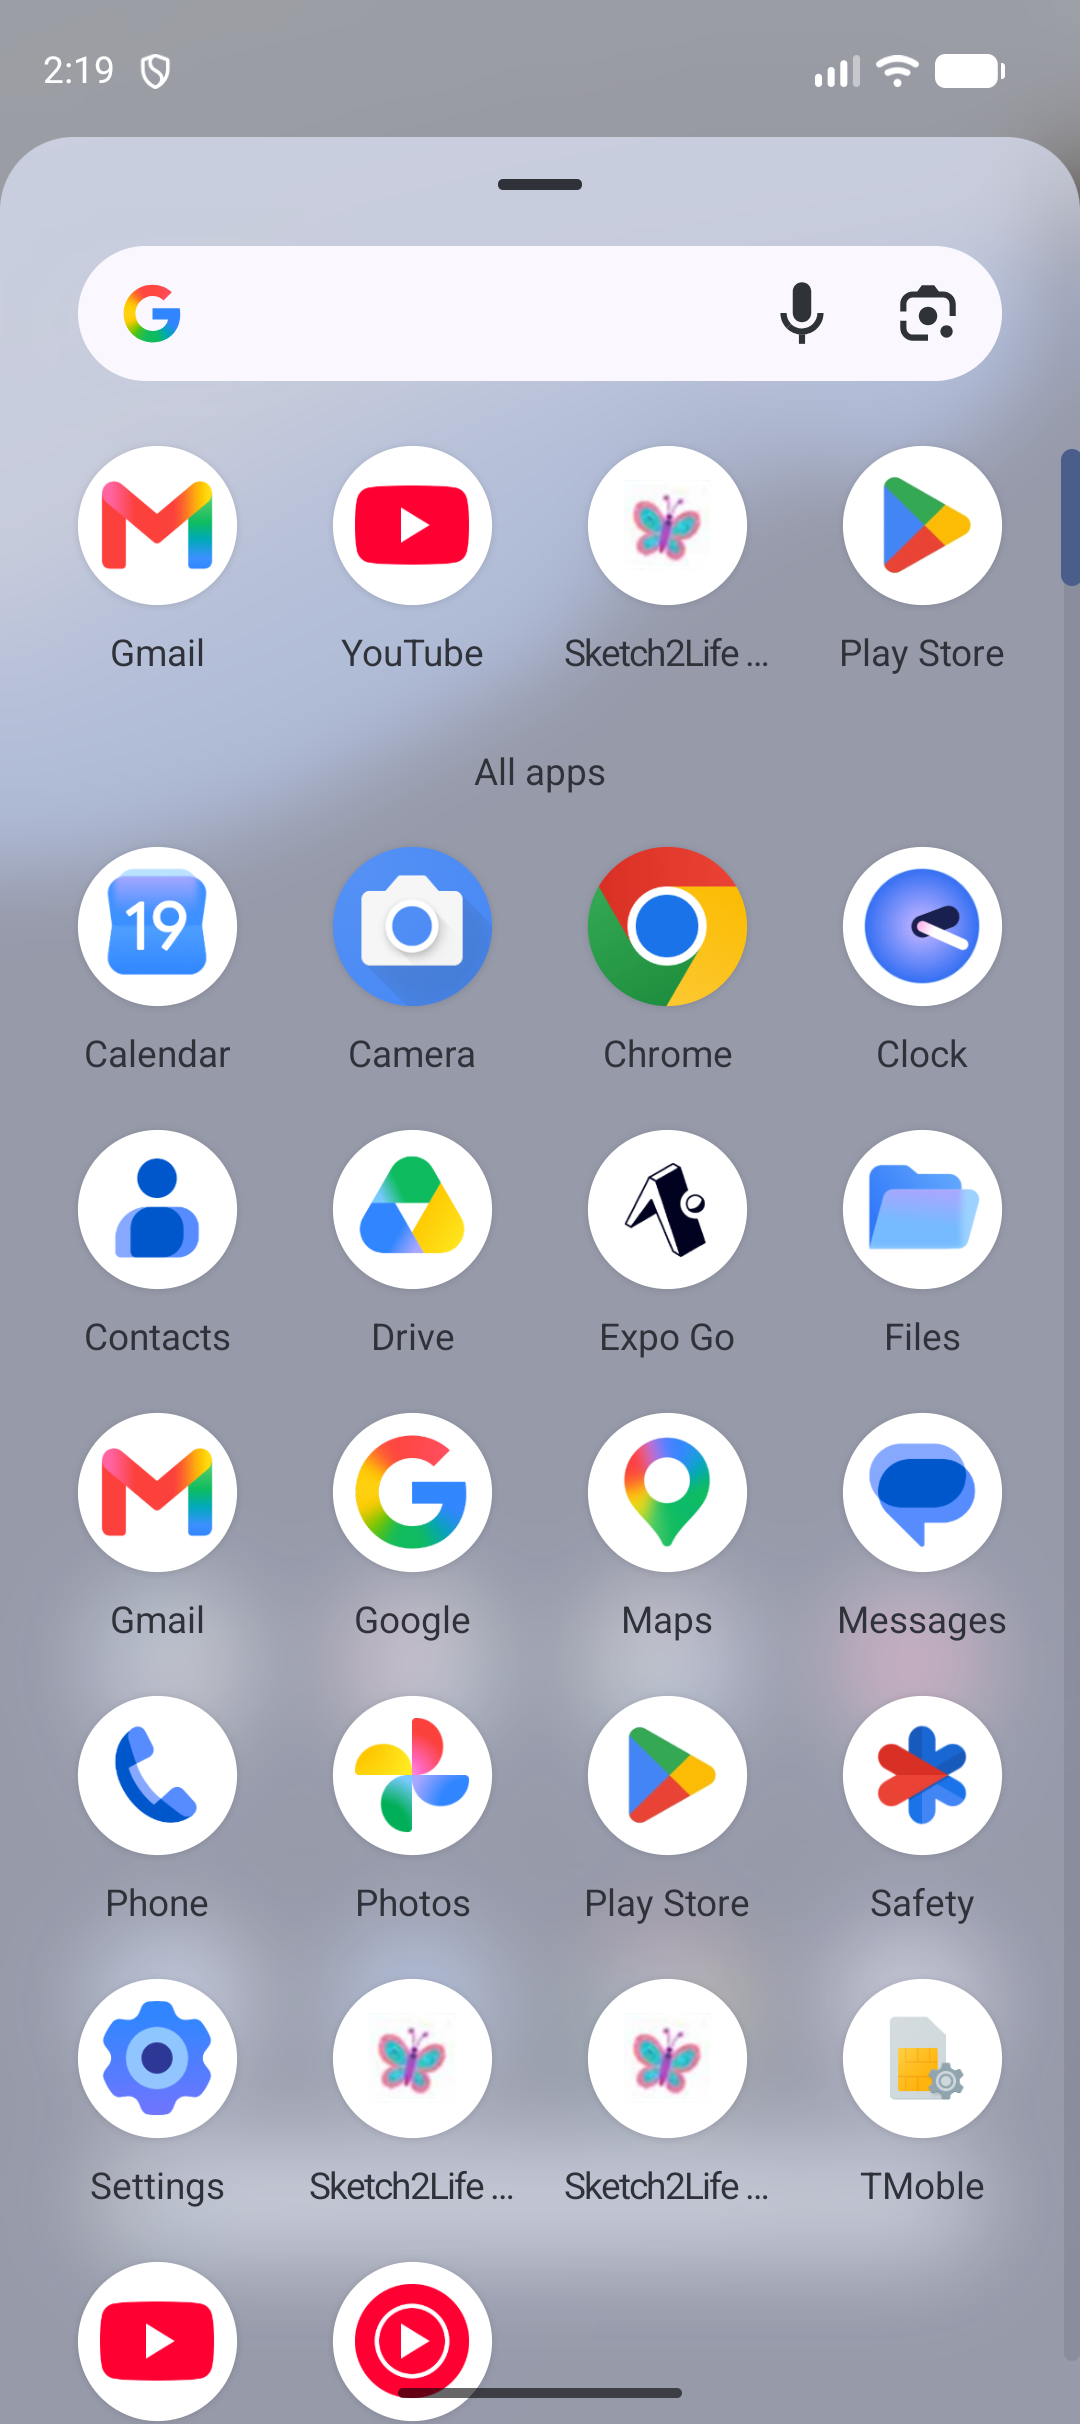 2:19
Gmail
YouTube
Sketch2Life ...
Play Store
All apps
19
Calendar
Camera
Chrome
Clock
Contacts
Drive
Expo Go
Files
Gmail
Google
Maps
Messages
Phone
Photos
Play Store
Safety
Settings
Sketch2Life ...
Sketch2Life ...
TMoble